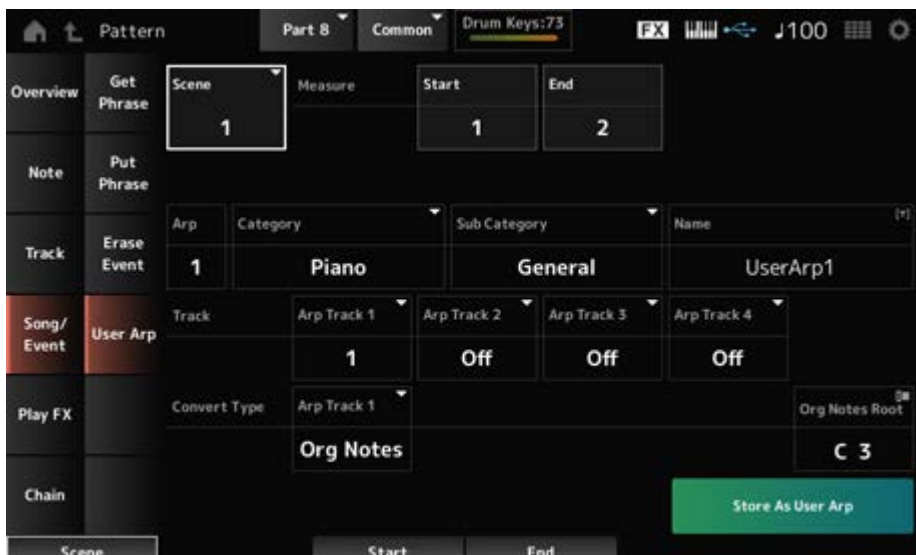 Pattern
Part 8
Common
Drum Keys:73
FX
♩100
Overview
Get
Phrase
Scene
1
Measure
Start
1
End
2
Note
Put
Phrase
Track
Erase
Event
Arp
1
Category
Piano
Sub Category
General
Name
UserArp1
Song/
Event
User Arp
Track
Arp Track 1
1
Arp Track 2
Off
Arp Track 3
Off
Arp Track 4
Off
Play FX
Convert Type
Arp Track 1
Org Notes
Org Notes Root
C 3
Chain
Store As User Arp
Scene
Start
End